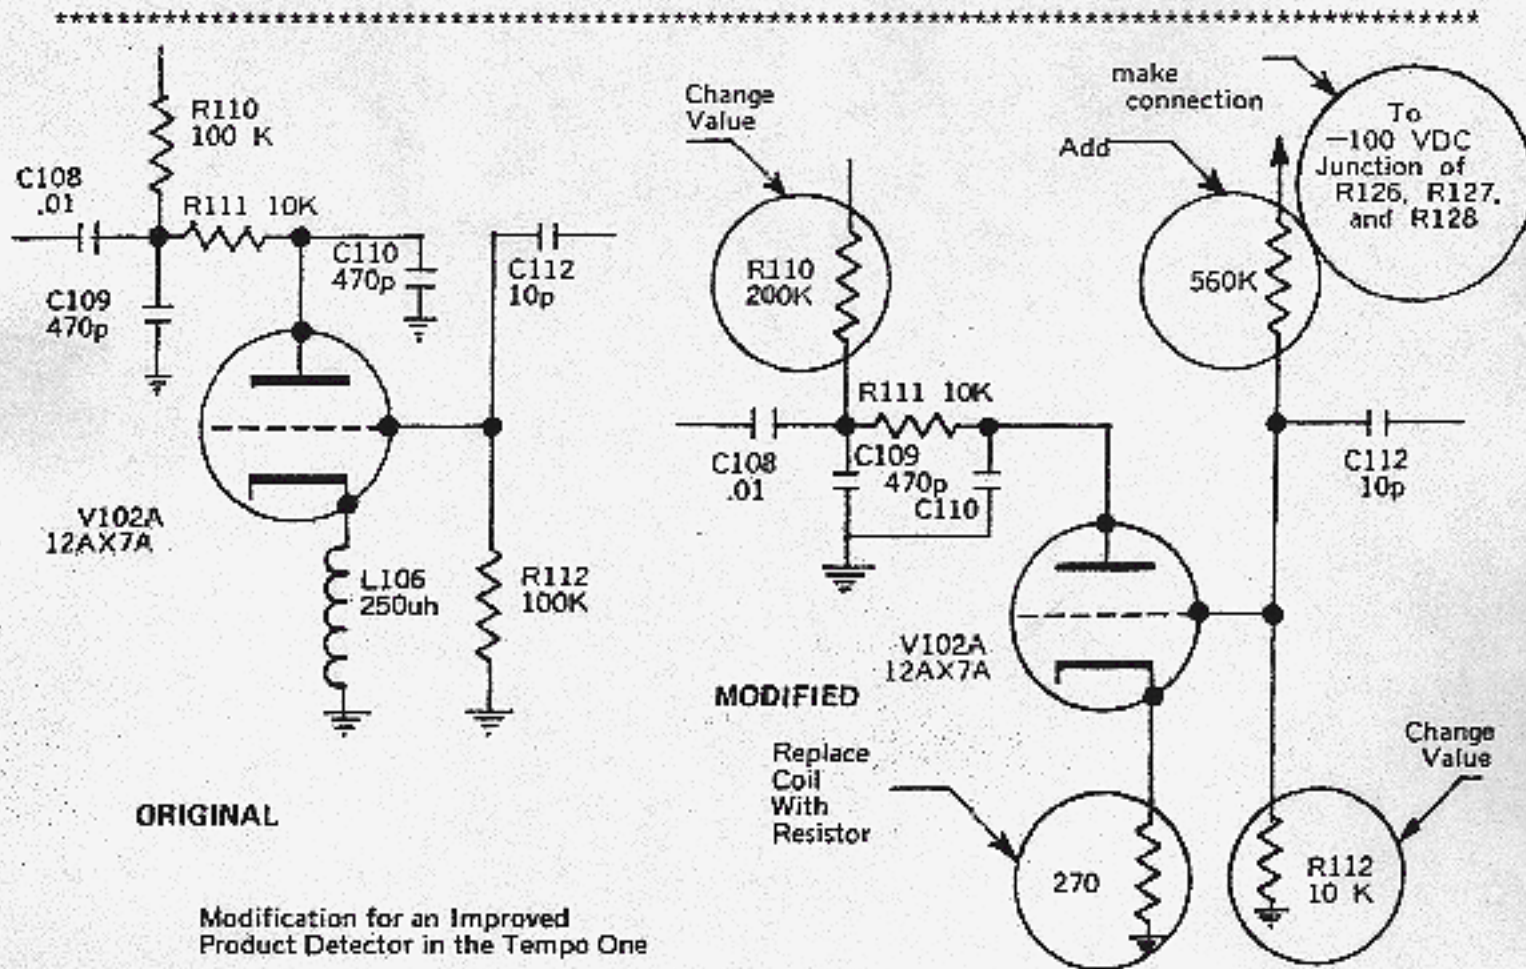 R110
100 K
C108
.01
R111 10K
C110
470p
C112
10p
C109
470p
V102A
12AX7A
L106
250uh
R112
100K
ORIGINAL
Modification for an Improved
Product Detector in the Tempo One
Change
Value
R110
200K
make
connection
Add
To
—100 VDC
Junction of
R126, R127,
and R128
560K
R111 10K
C108
.01
C109
470p
C110
C112
10p
V102A
12AX7A
MODIFIED
Replace
Coil
With
Resistor
270
Change
Value
R112
10 K